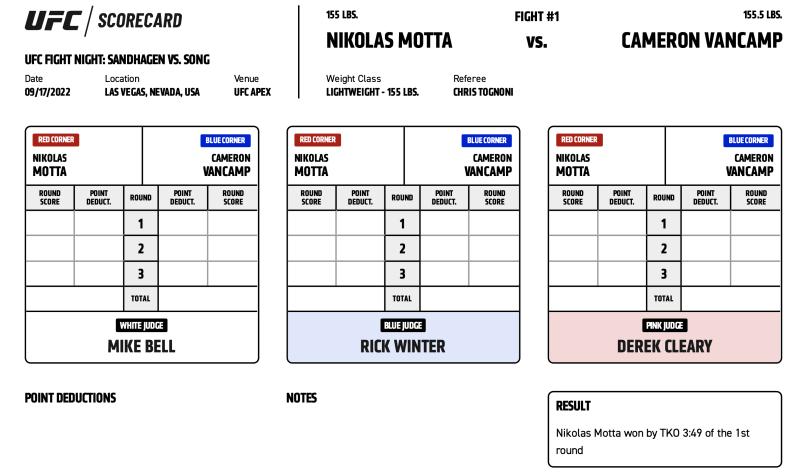 UFC SCORECARD
UFC FIGHT NIGHT: SANDHAGEN VS. SONG
Date Location Venue
09/17/2022 LAS VEGAS, NEVADA, USA UFC APEX
155 LBS. FIGHT #1 155.5 LBS.
NIKOLAS MOTTA VS. CAMERON VANCAMP
Weight Class Referee
LIGHTWEIGHT - 155 LBS. CHRIS TOGNONI
RED CORNER BLUE CORNER
NIKOLAS CAMERON
MOTTA VANCAMP
ROUND SCORE POINT DEDUCT. ROUND POINT DEDUCT. ROUND SCORE
1
2
3
TOTAL
WHITE JUDGE
MIKE BELL
RED CORNER BLUE CORNER
NIKOLAS CAMERON
MOTTA VANCAMP
ROUND SCORE POINT DEDUCT. ROUND POINT DEDUCT. ROUND SCORE
1
2
3
TOTAL
BLUE JUDGE
RICK WINTER
RED CORNER BLUE CORNER
NIKOLAS CAMERON
MOTTA VANCAMP
ROUND SCORE POINT DEDUCT. ROUND POINT DEDUCT. ROUND SCORE
1
2
3
TOTAL
PINK JUDGE
DEREK CLEARY
POINT DEDUCTIONS
NOTES
RESULT
Nikolas Motta won by TKO 3:49 of the 1st
round